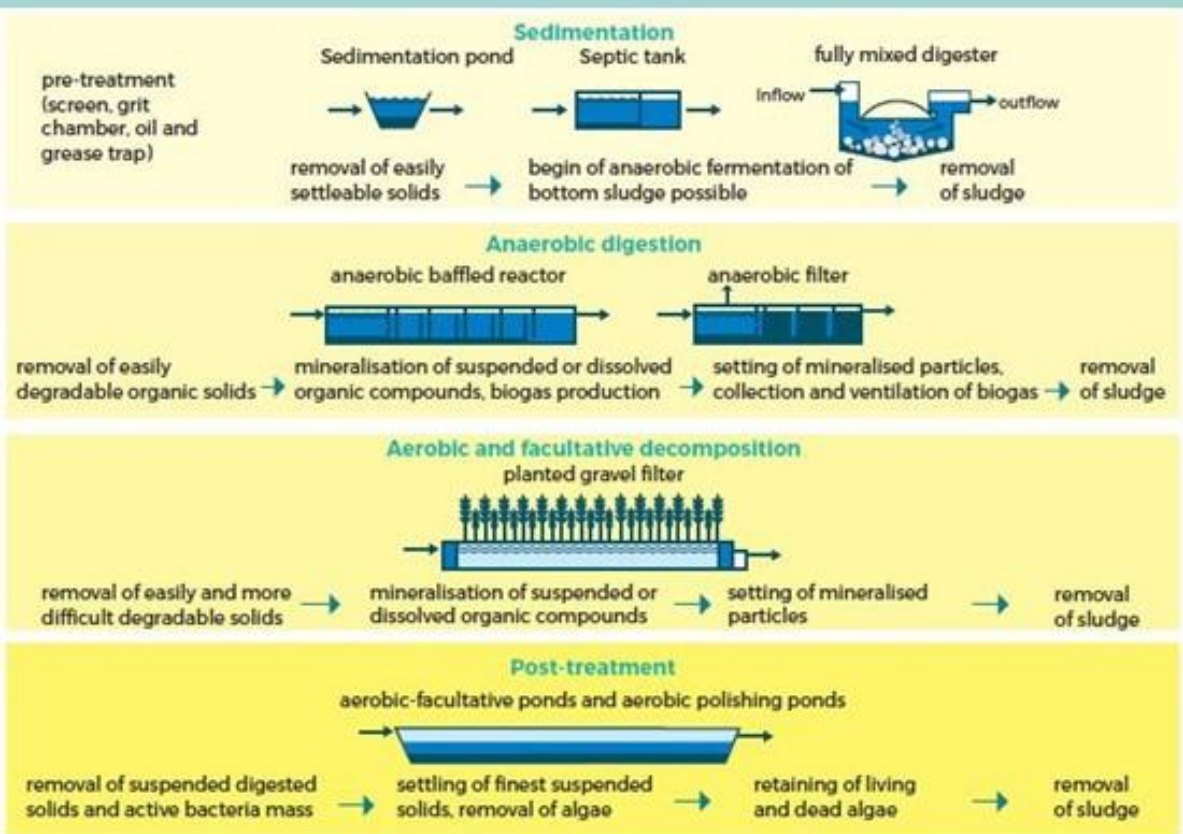 Sedimentation
Sedimentation pond
Septic tank
fully mixed digester
pre-treatment
(screen, grit
chamber, oil and
grease trap)
Inflow
outflow
removal of easily
settleable solids
begin of anaerobic fermentation of
bottom sludge possible
removal
of sludge
Anaerobic digestion
anaerobic baffled reactor
anaerobic filter
removal of easily
degradable organic solids
mineralisation of suspended or dissolved
organic compounds, biogas production
setting of mineralised particles,
collection and ventilation of biogas
removal
of sludge
Aerobic and facultative decomposition
planted gravel filter
removal of easily and more
difficult degradable solids
mineralisation of suspended or
dissolved organic compounds
setting of mineralised
particles
removal
of sludge
Post-treatment
aerobic-facultative ponds and aerobic polishing ponds
removal of suspended digested
solids and active bacteria mass
settling of finest suspended
solids, removal of algae
retaining of living
and dead algae
removal
of sludge